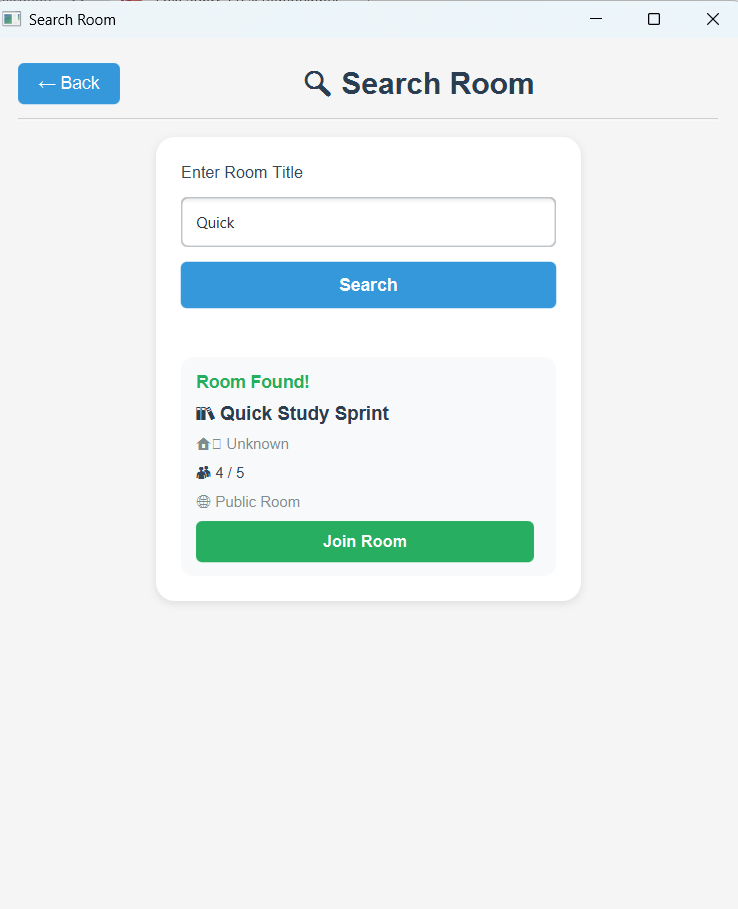 Search Room
← Back
🔍 Search Room
Enter Room Title
Quick
Search
Room Found!
📚 Quick Study Sprint
🏠 Unknown
👥 4 / 5
🌐 Public Room
Join Room